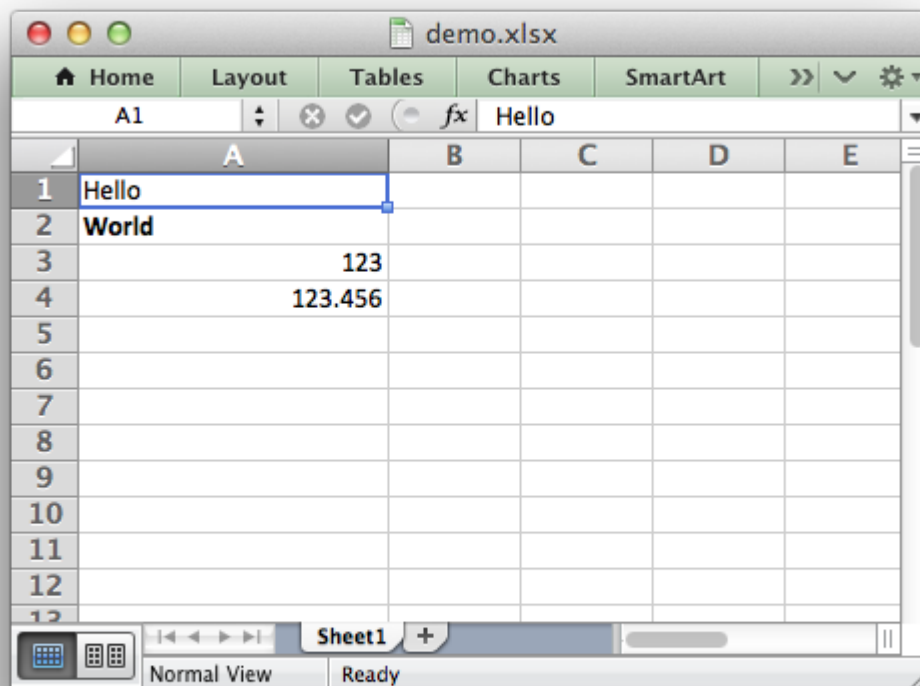 demo.xlsx
Home Layout Tables Charts SmartArt
A1 fx Hello
A B C D E
1 Hello
2 World
3 123
4 123.456
5
6
7
8
9
10
11
12
13
Sheet1 +
Normal View Ready